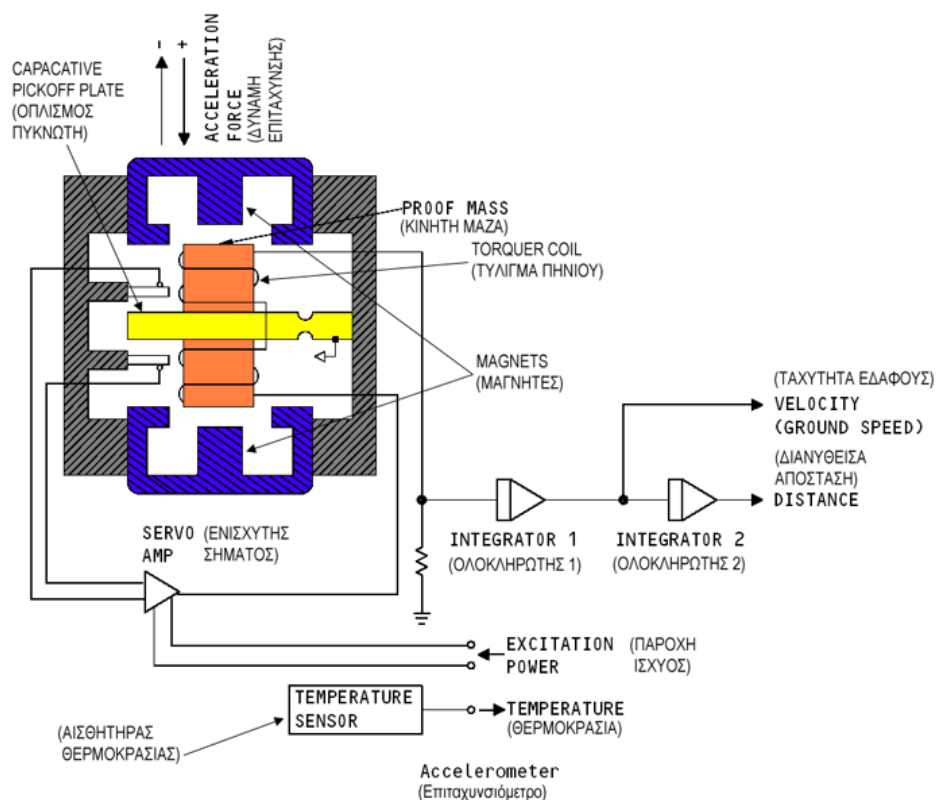 - +
CAPACATIVE
PICKOFF PLATE
(ΟΠΛΙΣΜΟΣ
ΠΥΚΝΩΤΗ)
ACCELERATION
FORCE
(ΔΥΝΑΜΗ
ΕΠΙΤΑΧΥΝΣΗΣ)
PROOF MASS
(ΚΙΝΗΤΗ ΜΑΖΑ)
TORQUER COIL
(ΤΥΛΙΓΜΑ ΠΗΝΙΟΥ)
MAGNETS
(ΜΑΓΝΗΤΕΣ)
(ΤΑΧΥΤΗΤΑ ΕΔΑΦΟΥΣ)
VELOCITY
(GROUND SPEED)
(ΔΙΑΝΥΘΕΙΣΑ
ΑΠΟΣΤΑΣΗ)
DISTANCE
SERVO (ΕΝΙΣΧΥΤΗΣ
AMP ΣΗΜΑΤΟΣ)
INTEGRATOR 1
(ΟΛΟΚΛΗΡΩΤΗΣ 1)
INTEGRATOR 2
(ΟΛΟΚΛΗΡΩΤΗΣ 2)
EXCITATION (ΠΑΡΟΧΗ
POWER ΙΣΧΥΟΣ)
TEMPERATURE
SENSOR
TEMPERATURE
(ΘΕΡΜΟΚΡΑΣΙΑ)
(ΑΙΣΘΗΤΗΡΑΣ
ΘΕΡΜΟΚΡΑΣΙΑΣ)
Accelerometer
(Επιταχυνσιόμετρο)